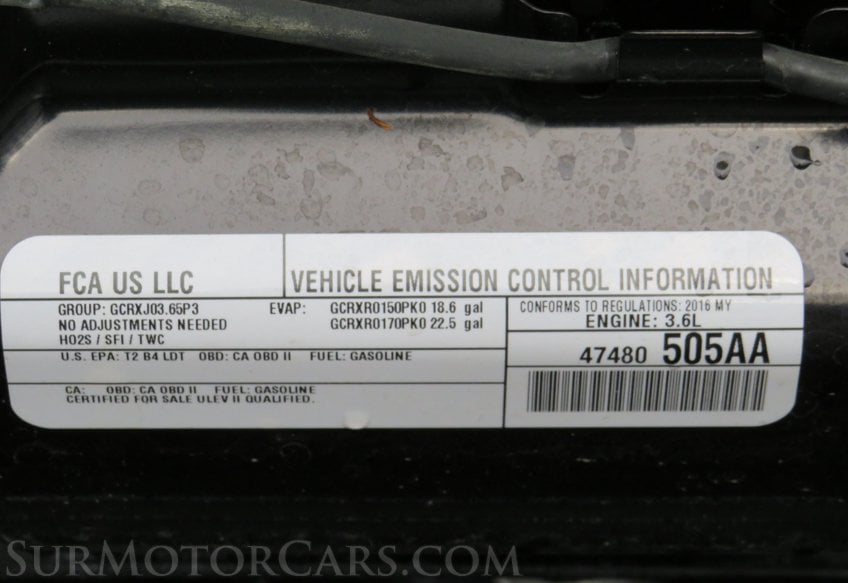 FCA US LLC
VEHICLE EMISSION CONTROL INFORMATION
GROUP: GCRXJ03.65P3
NO ADJUSTMENTS NEEDED
HO2S / SFI / TWC
EVAP: GCRXR0150PK0 18.6 gal
GCRXR0170PK0 22.5 gal
CONFORMS TO REGULATIONS: 2016 MY
ENGINE: 3.6L
U.S. EPA: T2 B4 LDT OBD: CA OBD II FUEL: GASOLINE
47480 505AA
CA: OBD: CA OBD II FUEL: GASOLINE
CERTIFIED FOR SALE ULEV II QUALIFIED.
SurMotorCars.com